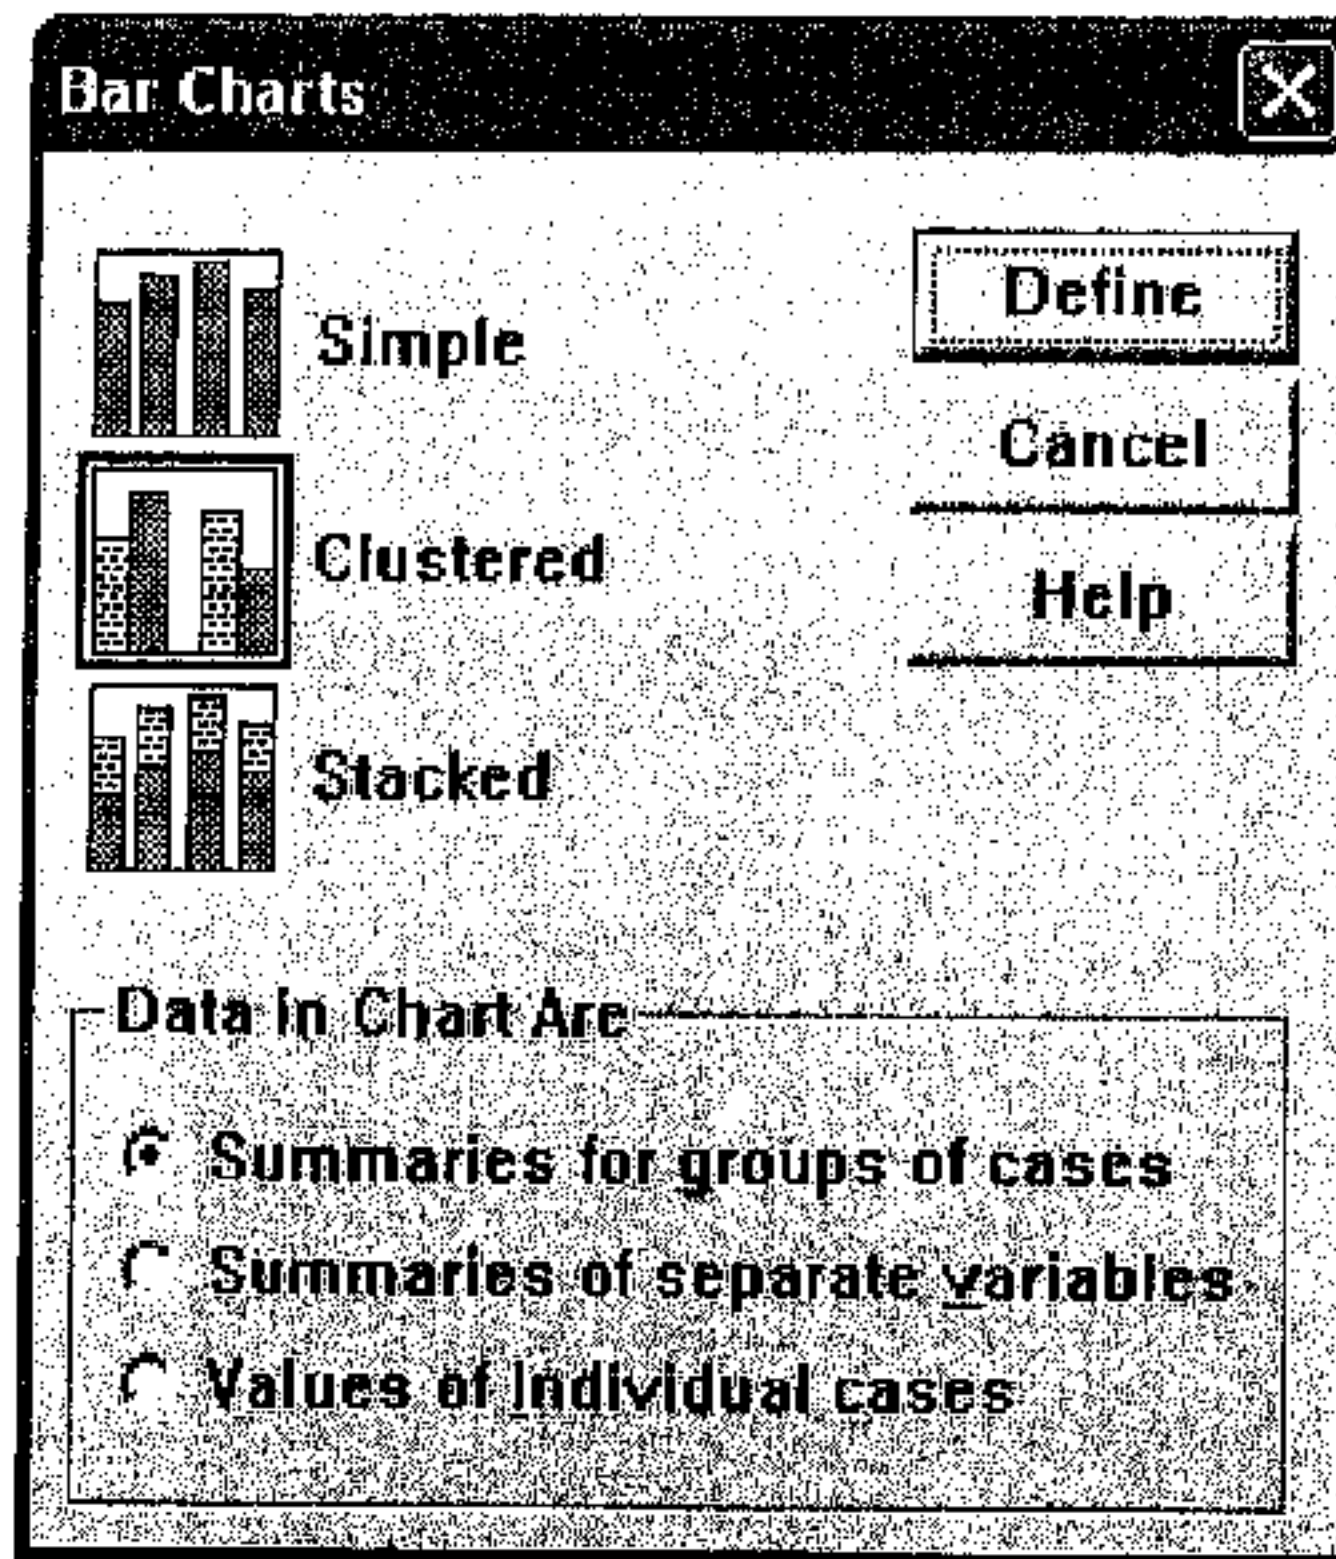 Bar Charts
Simple
Define
Cancel
Clustered
Help
Stacked
Data in Chart Are
Summaries for groups of cases
Summaries of separate variables
Values of individual cases